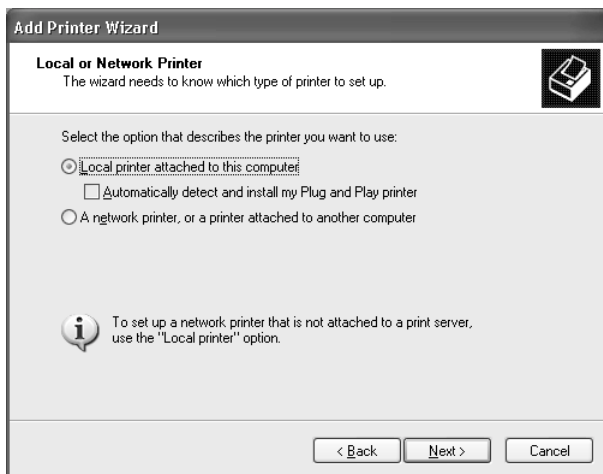 Add Printer Wizard
Local or Network Printer
The wizard needs to know which type of printer to set up.
Select the option that describes the printer you want to use:
Local printer attached to this computer
Automatically detect and install my Plug and Play printer
A network printer, or a printer attached to another computer
To set up a network printer that is not attached to a print server,
use the "Local printer" option.
< Back
Next >
Cancel